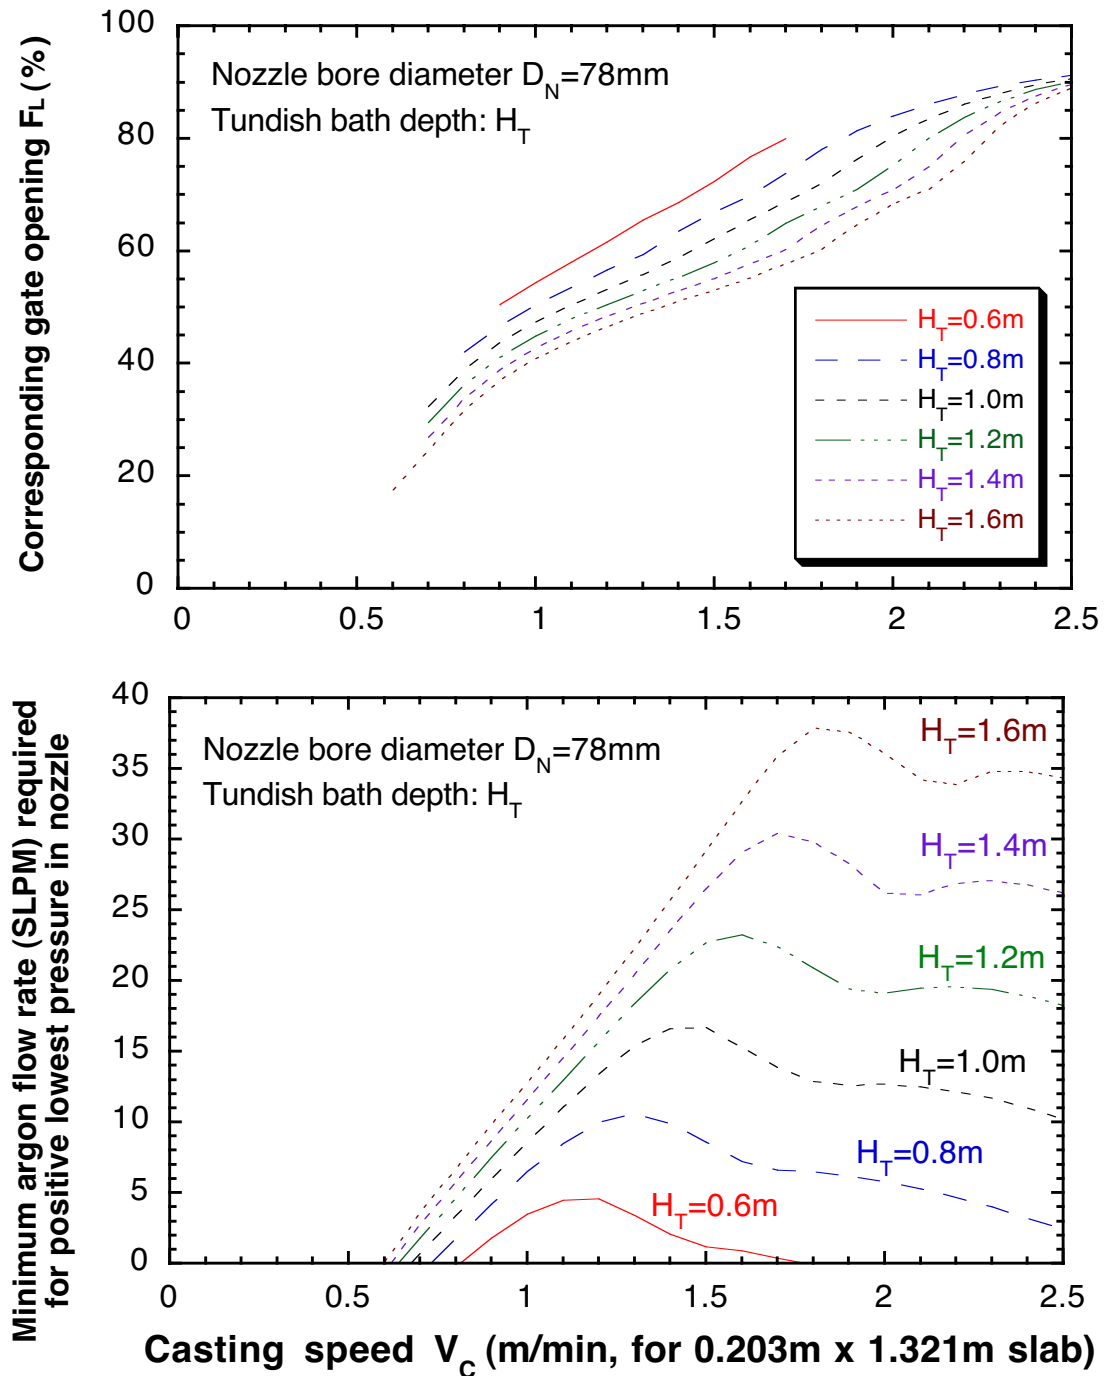 Corresponding gate opening FL (%)
100
80
60
40
20
0
Nozzle bore diameter D_N=78mm
Tundish bath depth: H_T
H_T=0.6m
H_T=0.8m
H_T=1.0m
H_T=1.2m
H_T=1.4m
H_T=1.6m
0 0.5 1 1.5 2 2.5
Minimum argon flow rate (SLPM) required
for positive lowest pressure in nozzle
40
35
30
25
20
15
10
5
0
Nozzle bore diameter D_N=78mm
Tundish bath depth: H_T
H_T=1.6m
H_T=1.4m
H_T=1.2m
H_T=1.0m
H_T=0.8m
H_T=0.6m
0 0.5 1 1.5 2 2.5
Casting speed V_C (m/min, for 0.203m x 1.321m slab)